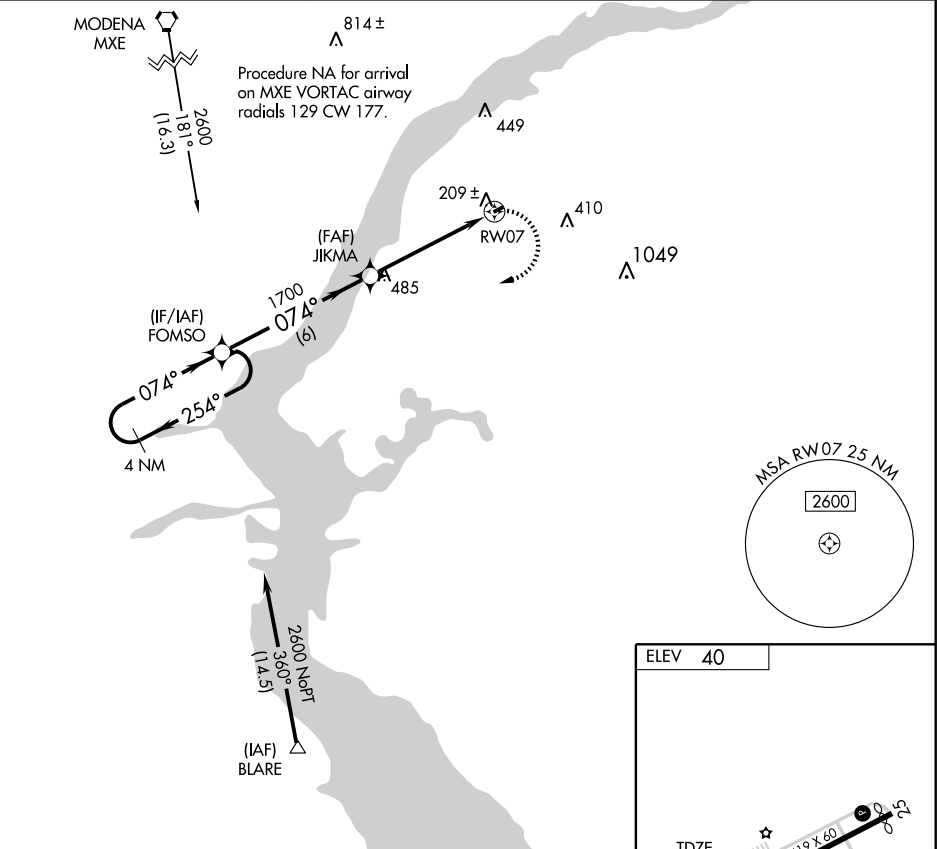 MODENA
MXE
814 ±
Procedure NA for arrival
on MXE VORTAC airway
radials 129 CW 177.
2600
181°
(16.3)
449
209 ±
410
RW07
1049
(FAF)
JIKMA
485
1700
074°
(6)
(IF/IAF)
FOMSO
074°
254°
4 NM
MSA RW07 25 NM
2600
2600 NoPT
360°
(14.5)
(IAF)
BLARE
ELEV 40
P
25
X 60
TDZE